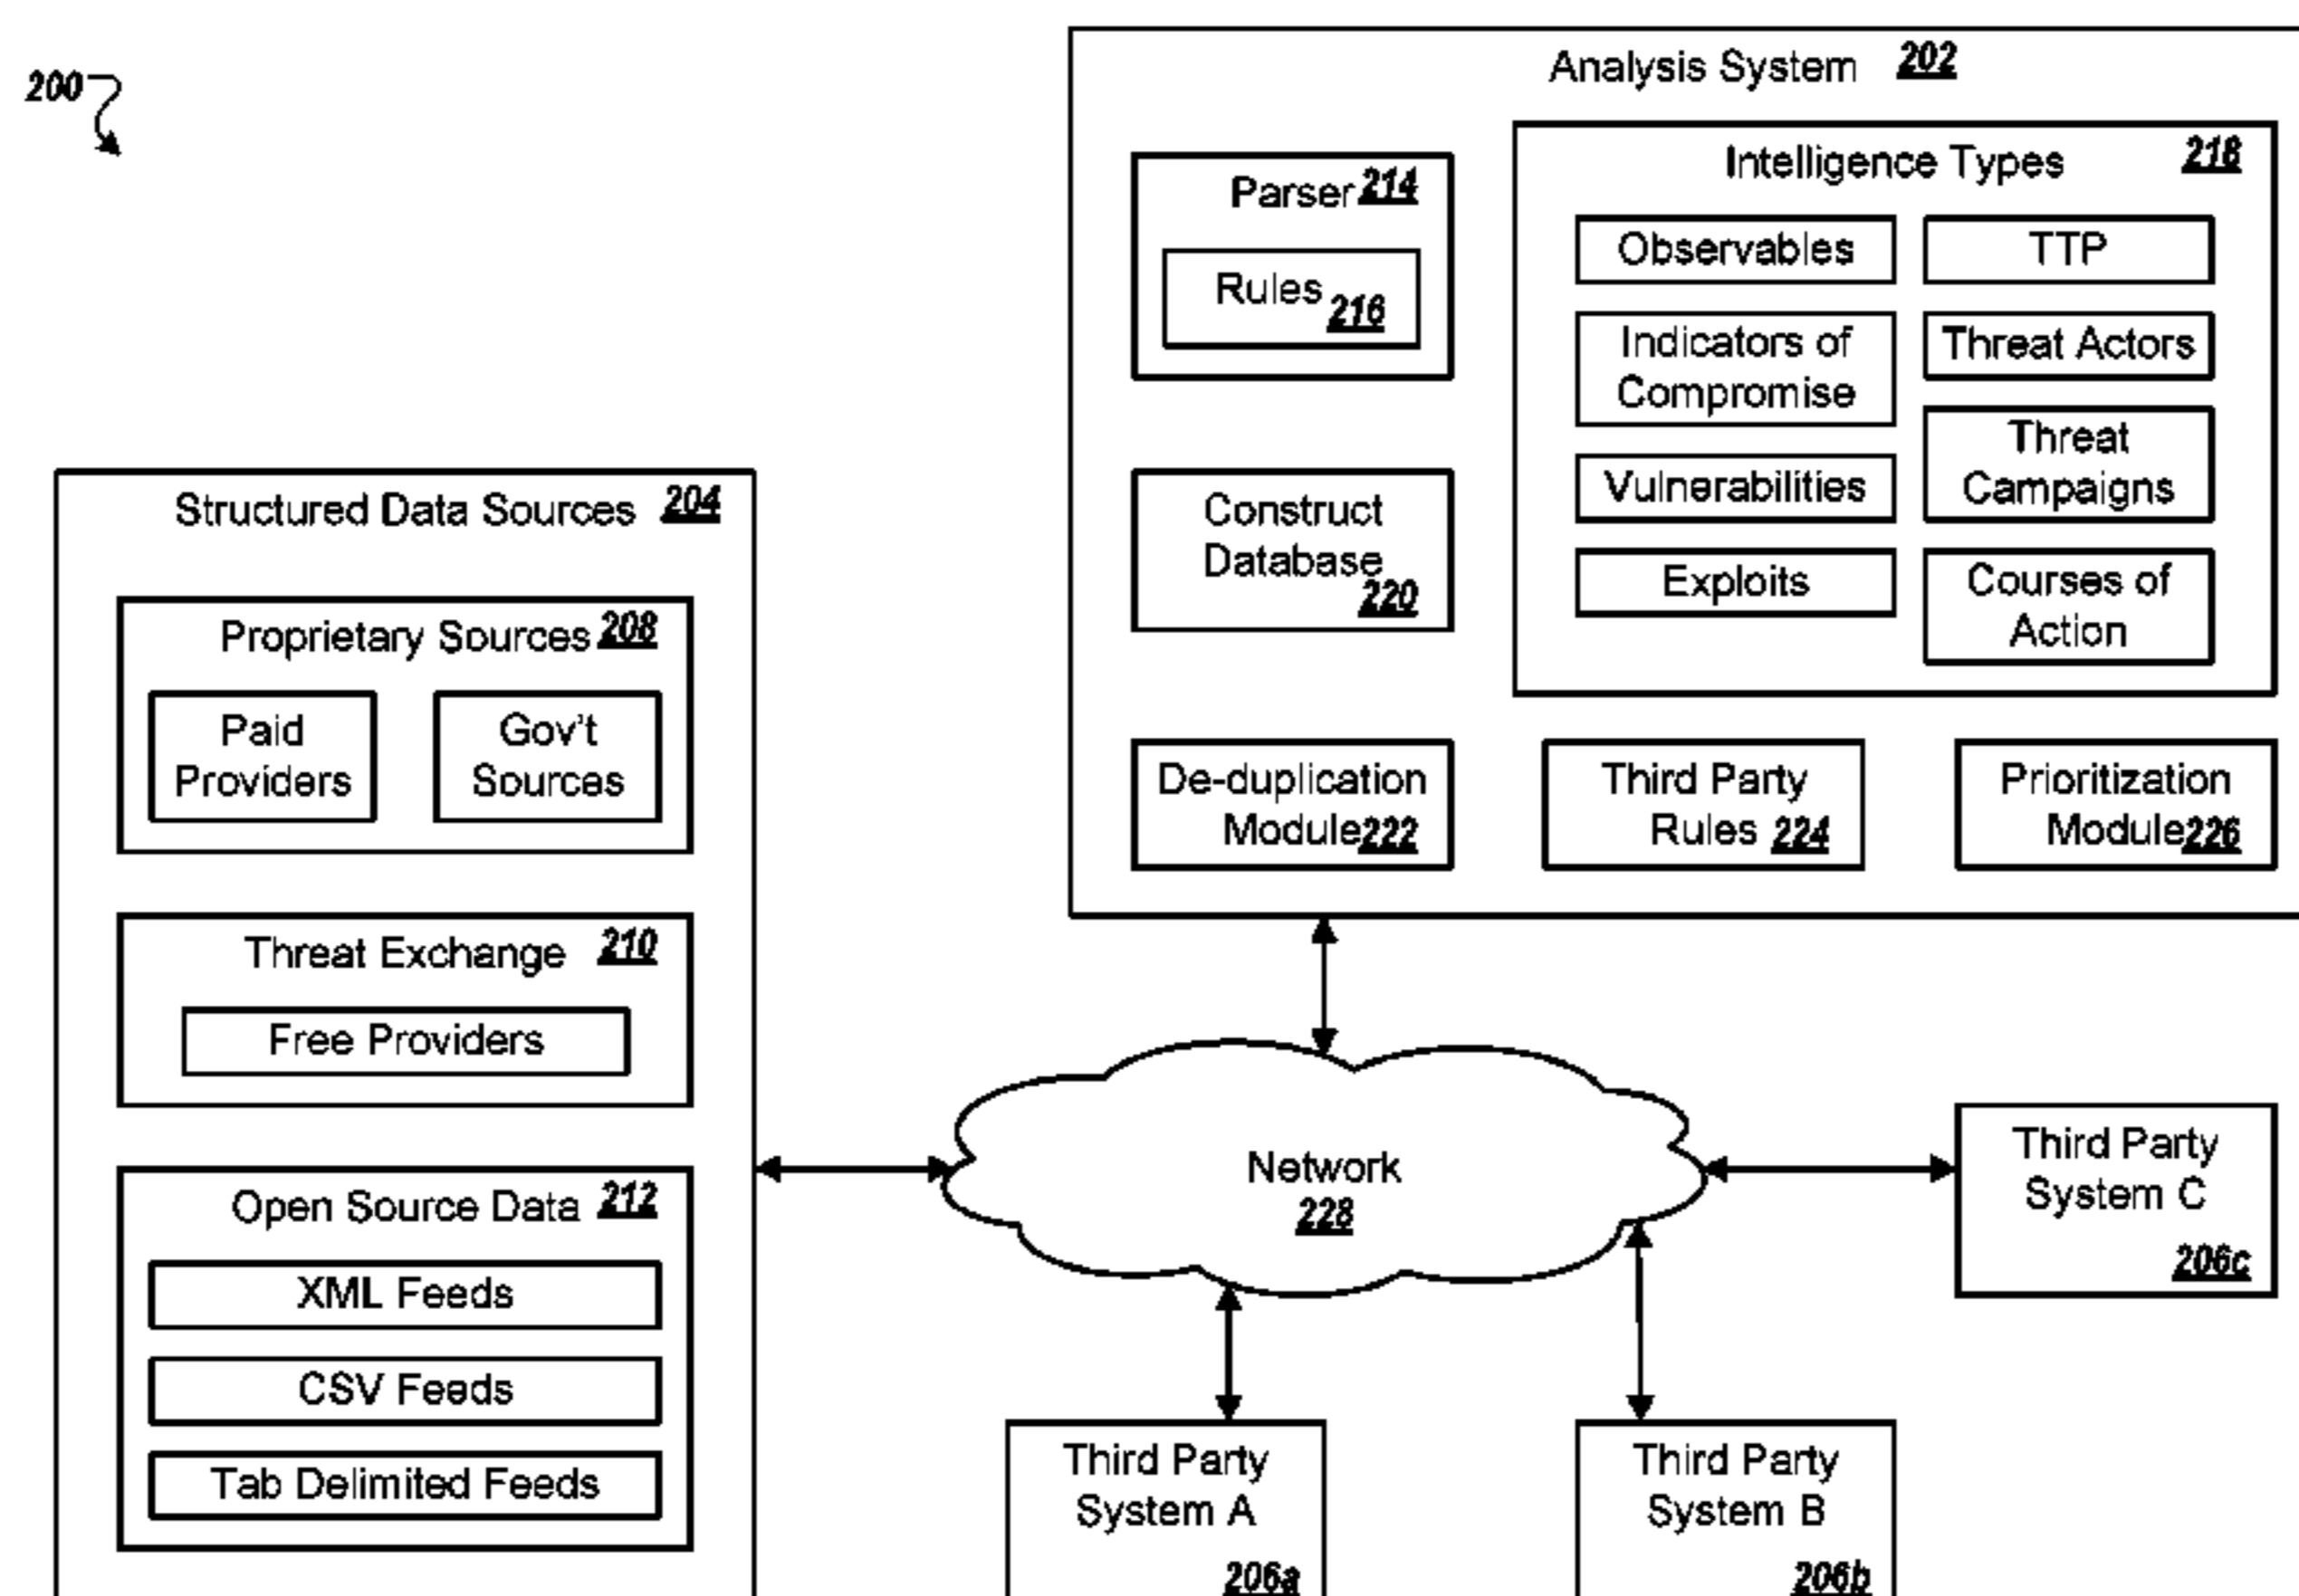 200
Analysis System 202
Parser 214
Rules 216
Intelligence Types 218
Observables
Indicators of
Compromise
Vulnerabilities
Exploits
TTP
Threat Actors
Threat
Campaigns
Courses of
Action
Construct
Database
220
De-duplication
Module 222
Third Party
Rules 224
Prioritization
Module 226
Structured Data Sources 204
Proprietary Sources 208
Paid
Providers
Gov't
Sources
Threat Exchange 210
Free Providers
Open Source Data 212
XML Feeds
CSV Feeds
Tab Delimited Feeds
Network
228
Third Party
System C
206c
Third Party
System A
206a
Third Party
System B
206b